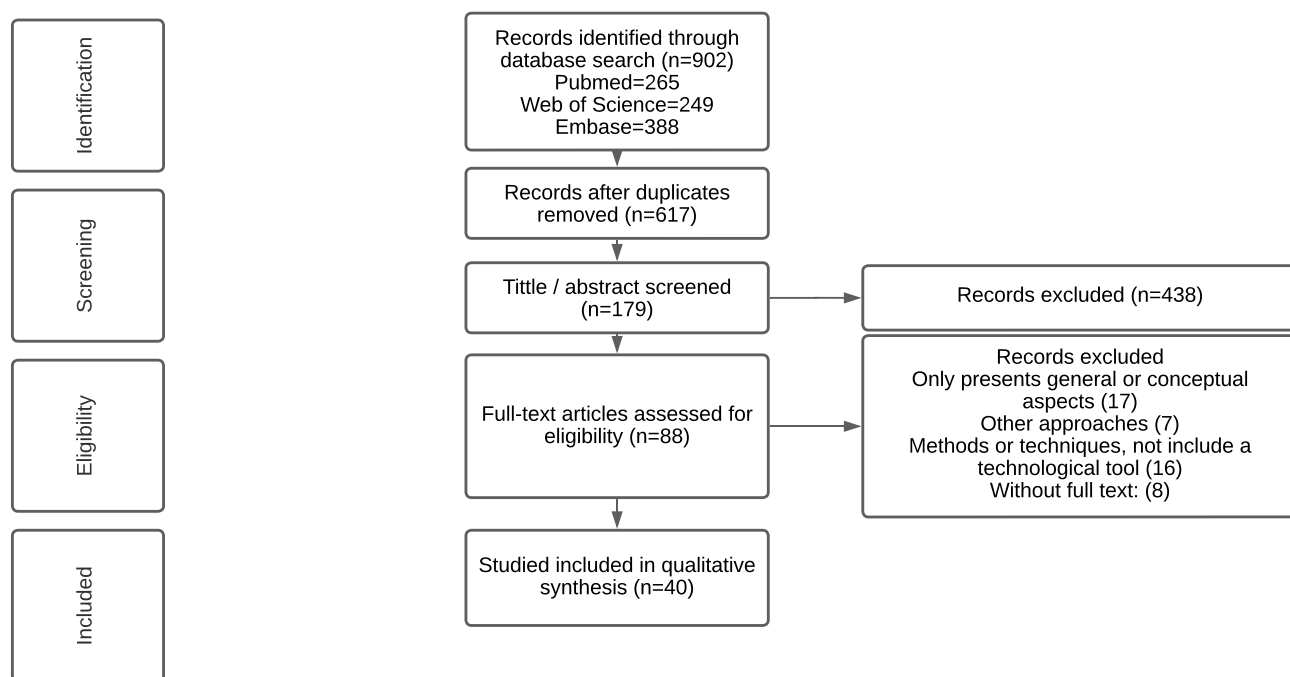 Identification
Records identified through
database search (n=902)
Pubmed=265
Web of Science=249
Embase=388
Screening
Records after duplicates
removed (n=617)
Tittle / abstract screened
(n=179)
Records excluded (n=438)
Eligibility
Full-text articles assessed for
eligibility (n=88)
Records excluded
Only presents general or conceptual
aspects (17)
Other approaches (7)
Methods or techniques, not include a
technological tool (16)
Without full text: (8)
Included
Studied included in qualitative
synthesis (n=40)